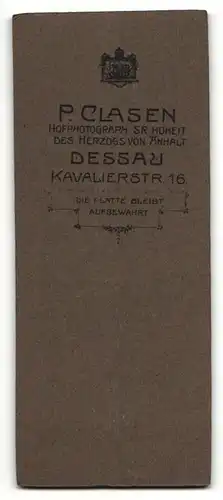 P. CLASEN
HOFPHOTOGRAPH SR. HOHEIT
DES HERZOGS VON ANHALT
DESSAU
KAVALIERSTR. 16.
DIE PLATTE BLEIBT
AUFBEWAHRT